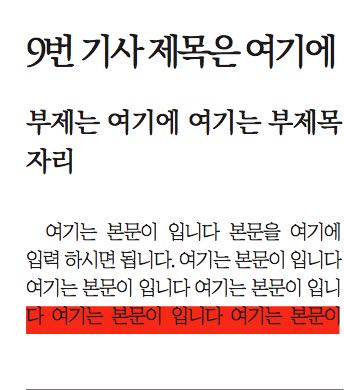 9번 기사 제목은 여기에
부제는 여기에 여기는 부제목
자리
여기는 본문이 입니다 본문을 여기에
입력 하시면 됩니다. 여기는 본문이 입니다
여기는 본문이 입니다 여기는 본문이 입니
다 여기는 본문이 입니다 여기는 본문이